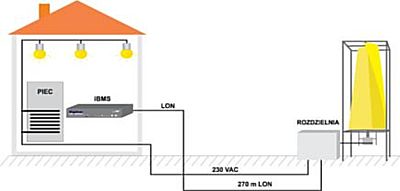 PIEC
IBMS
LON
ROZDZIELNIA
230 VAC
270 m LON